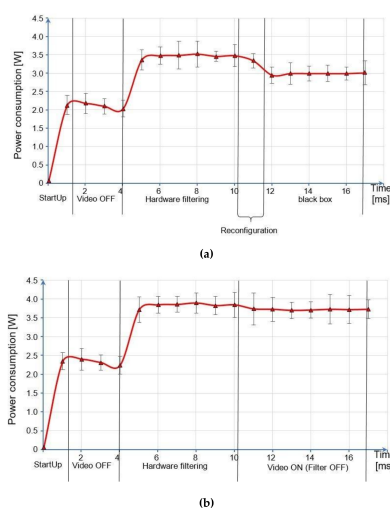 4.5
4.0
3.5
3.0
2.5
2.0
1.5
1.0
0.5
0
Power consumption [W]
2 4 6 8 10 12 14 16 Time
[ms]
StartUp Video OFF Hardware filtering black box
Reconfiguration
(a)
4.5
4.0
3.5
3.0
2.5
2.0
1.5
1.0
0.5
0
Power consumption [W]
2 4 6 8 10 12 14 16 Time
[ms]
StartUp Video OFF Hardware filtering Video ON (Filter OFF)
(b)